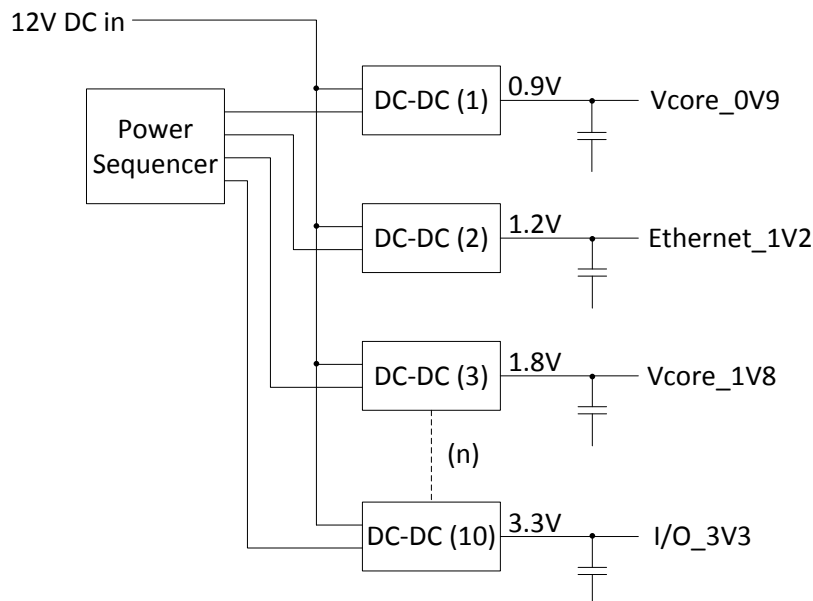 12V DC in
Power
Sequencer
DC-DC (1)
0.9V
Vcore_0V9
DC-DC (2)
1.2V
Ethernet_1V2
DC-DC (3)
1.8V
Vcore_1V8
(n)
DC-DC (10)
3.3V
I/O_3V3